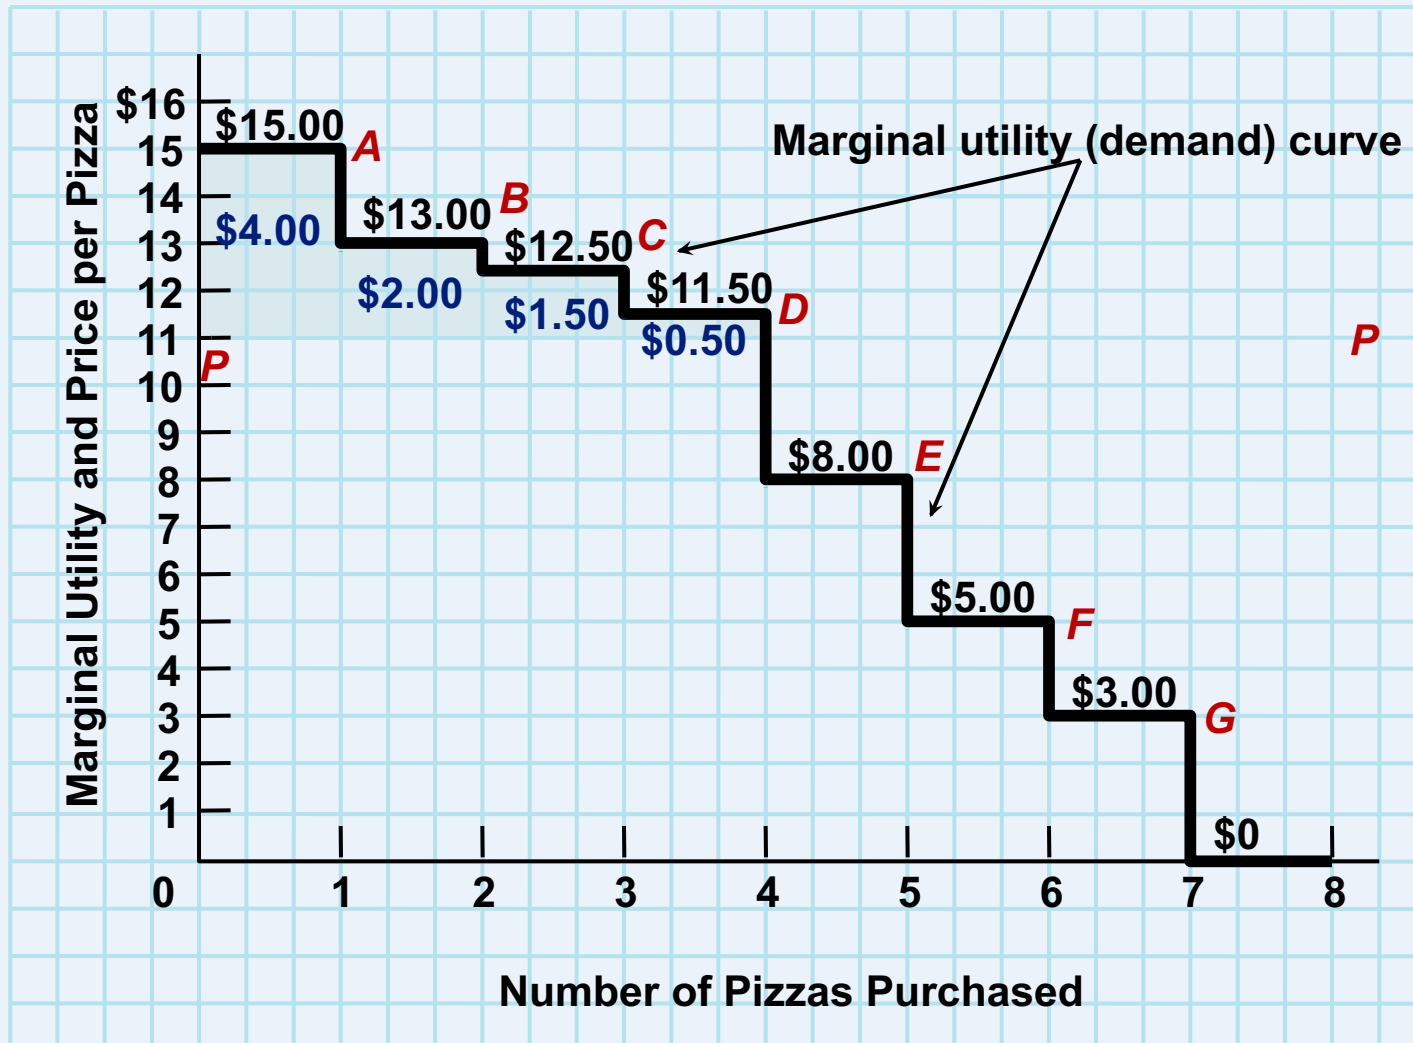 Marginal Utility and Price per Pizza
$16
15
14
13
12
11
10
9
8
7
6
5
4
3
2
1
0
$15.00 A
$13.00 B
$12.50 C
$11.50 D
$8.00 E
$5.00 F
$3.00 G
$0
$4.00
$2.00
$1.50
$0.50
P
P
Marginal utility (demand) curve
1 2 3 4 5 6 7 8
Number of Pizzas Purchased